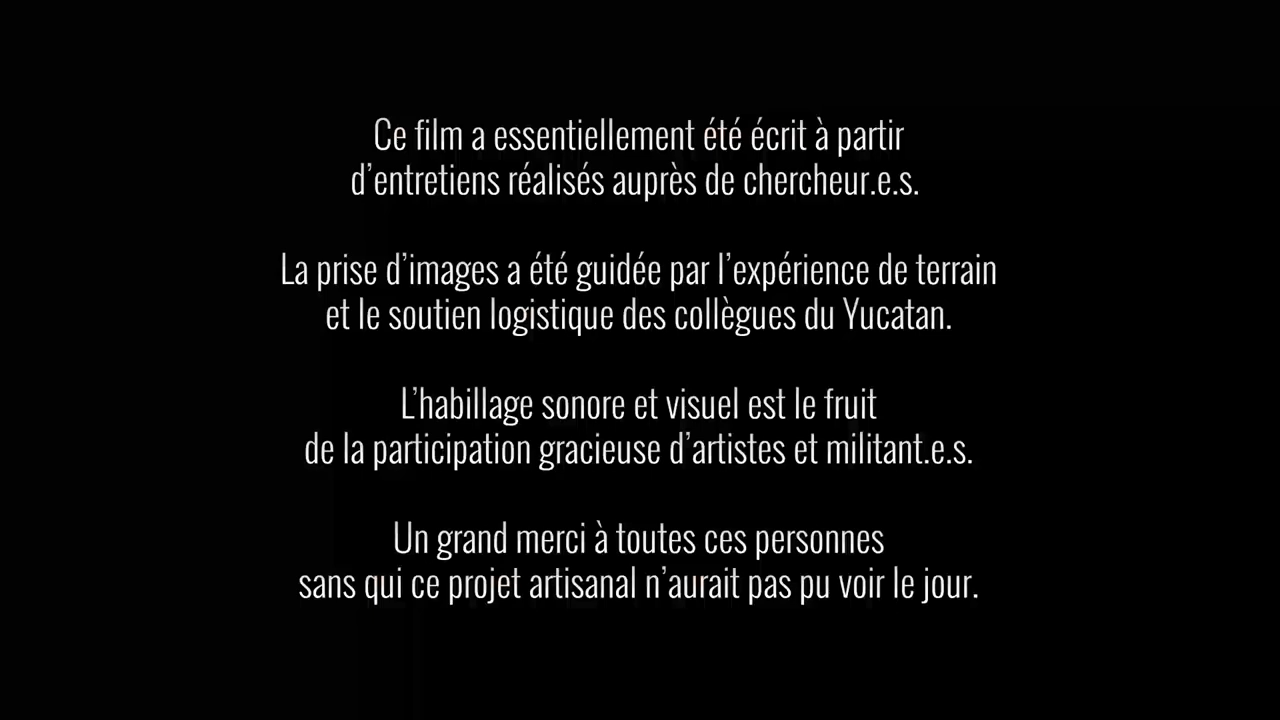 Ce film a essentiellement été écrit à partir
d’entretiens réalisés auprès de chercheur.e.s.
La prise d’images a été guidée par l’expérience de terrain
et le soutien logistique des collègues du Yucatan.
L’habillage sonore et visuel est le fruit
de la participation gracieuse d’artistes et militant.e.s.
Un grand merci à toutes ces personnes
sans qui ce projet artisanal n’aurait pas pu voir le jour.